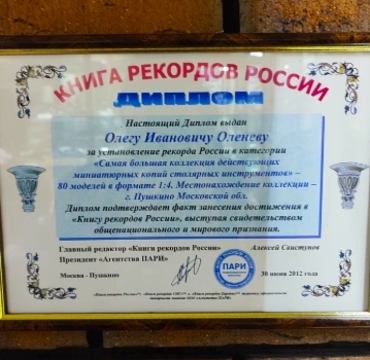 КНИГА РЕКОРДОВ РОССИИ
ДИПЛОМ
Настоящий Диплом выдан
Олегу Ивановичу Оленеву
за установление рекорда России в категории
«Самая большая коллекция действующих
миниатюрных копий столярных инструментов» –
80 моделей в формате 1:4. Местонахождение коллекции –
г. Пушкино Московской обл.
Диплом подтверждает факт занесения достижения в
«Книгу рекордов России», выступая свидетельством
общенационального и мирового признания.
Главный редактор «Книги рекордов России»
Алексей Свистунов
Президент «Агентства ПАРИ»
ПАРИ
Москва - Пушкино
30 июня 2012 года